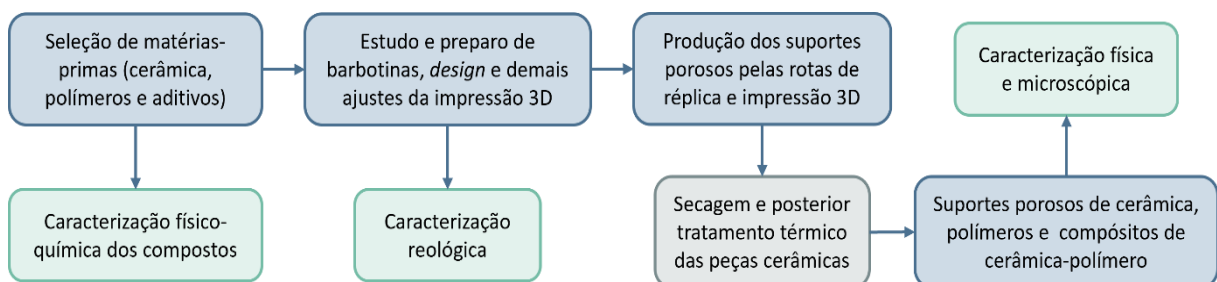 Seleção de matérias-
primas (cerâmica,
polímeros e aditivos)
Estudo e preparo de
barbotinas, design e demais
ajustes da impressão 3D
Produção dos suportes
porosos pelas rotas de
réplica e impressão 3D
Caracterização física
e microscópica
Caracterização físico-
química dos compostos
Caracterização
reológica
Secagem e posterior
tratamento térmico
das peças cerâmicas
Suportes porosos de cerâmica,
polímeros e compósitos de
cerâmica-polímero